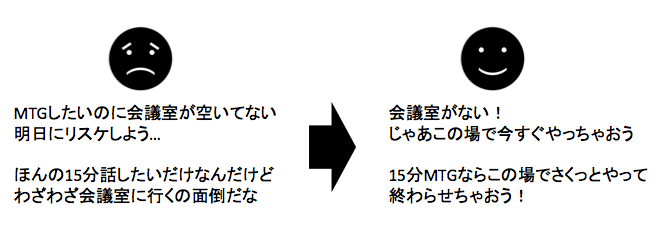 MTGしたいのに会議室が空いてない
明日にリスケしよう…
ほんの15分話したいだけなんだけど
わざわざ会議室に行くの面倒だな
会議室がない！
じゃあこの場で今すぐやっちゃおう
15分MTGならこの場でさくっとやって
終わらせちゃおう！